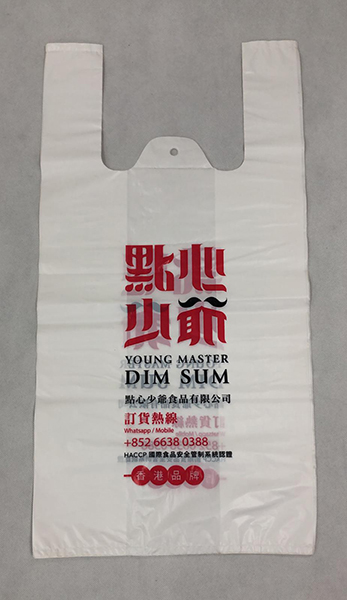 點心
少爺
YOUNG MASTER
DIM SUM
點心少爺食品有限公司
訂貨熱線
Whatsapp / Mobile
+852 6638 0388
HACCP 國際食品安全管制系統認證
香港品牌